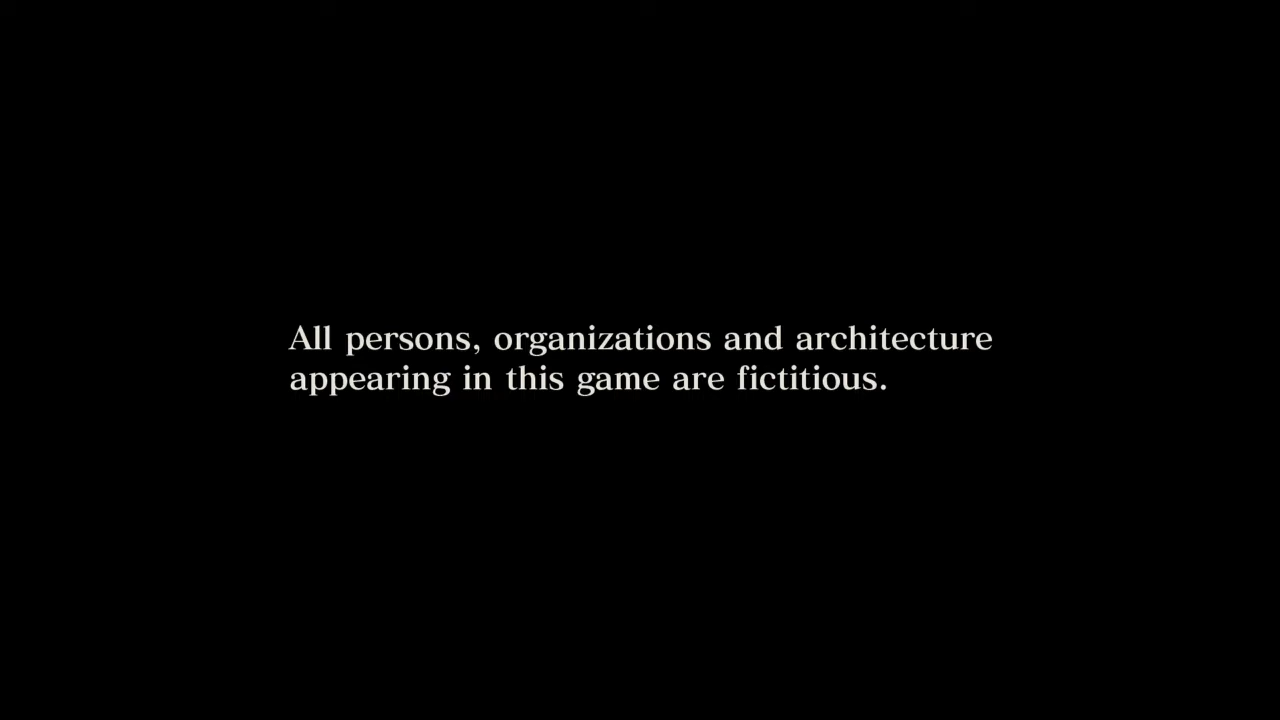 All persons, organizations and architecture
appearing in this game are fictitious.